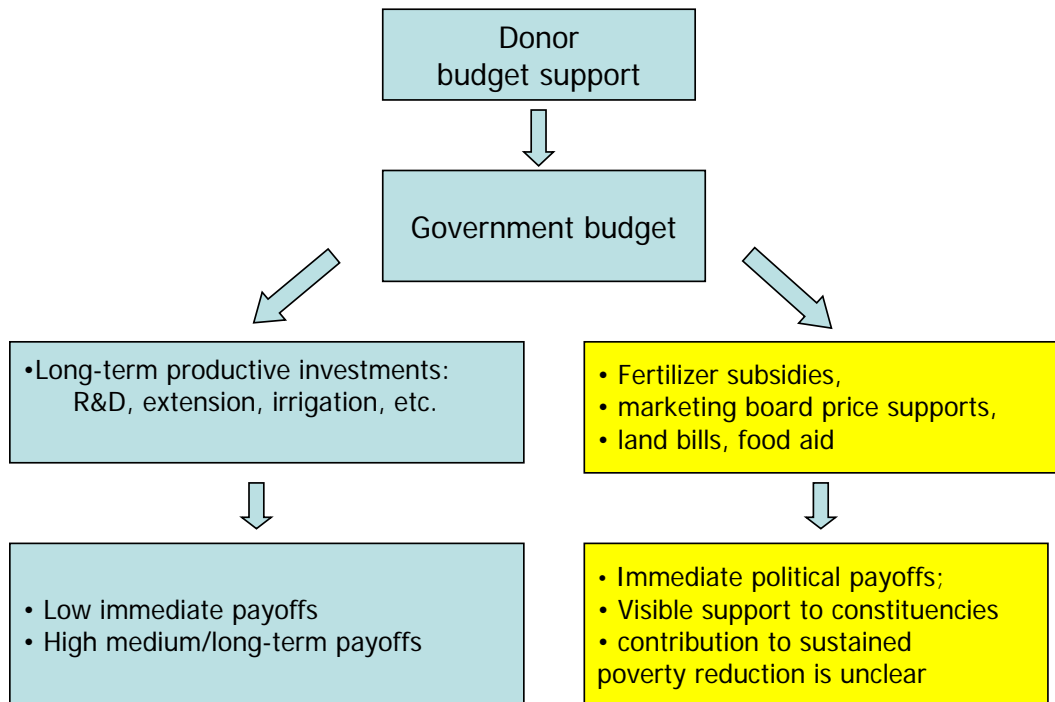 Donor
budget support
Government budget
•Long-term productive investments:
R&D, extension, irrigation, etc.
• Fertilizer subsidies,
• marketing board price supports,
• land bills, food aid
• Low immediate payoffs
• High medium/long-term payoffs
• Immediate political payoffs;
• Visible support to constituencies
• contribution to sustained
poverty reduction is unclear